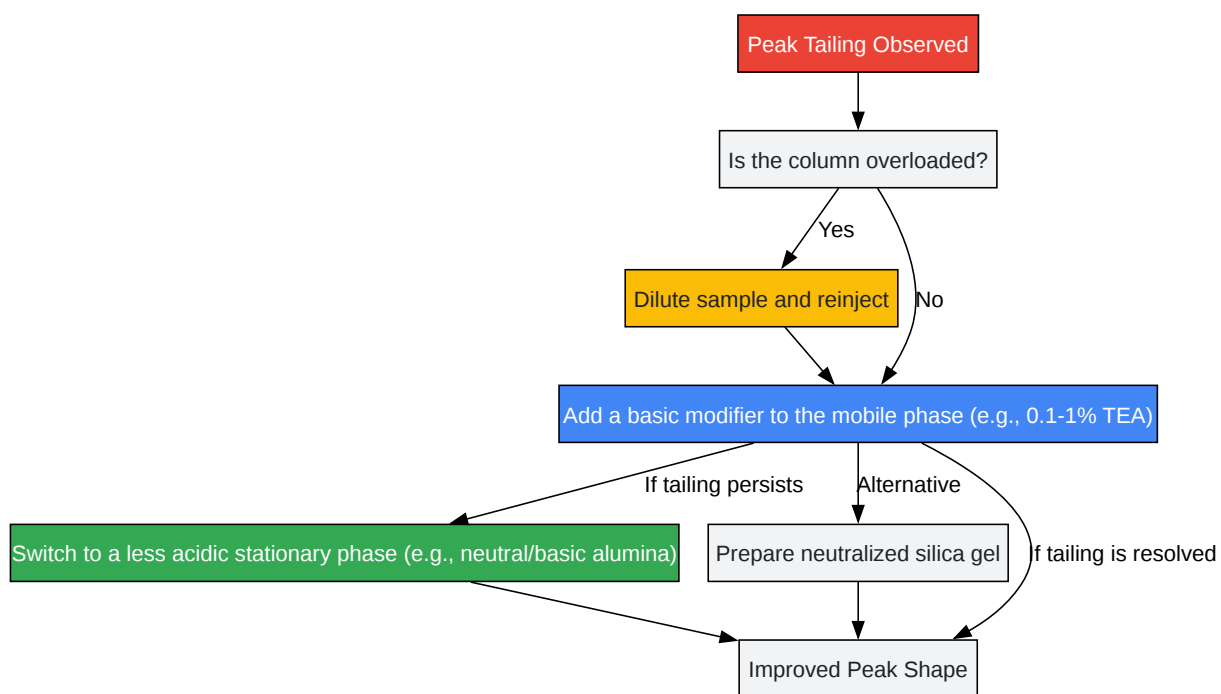 Peak Tailing Observed
Is the column overloaded?
Yes
Dilute sample and reinject
No
Add a basic modifier to the mobile phase (e.g., 0.1-1% TEA)
If tailing persists
Alternative
Switch to a less acidic stationary phase (e.g., neutral/basic alumina)
Prepare neutralized silica gel
If tailing is resolved
Improved Peak Shape